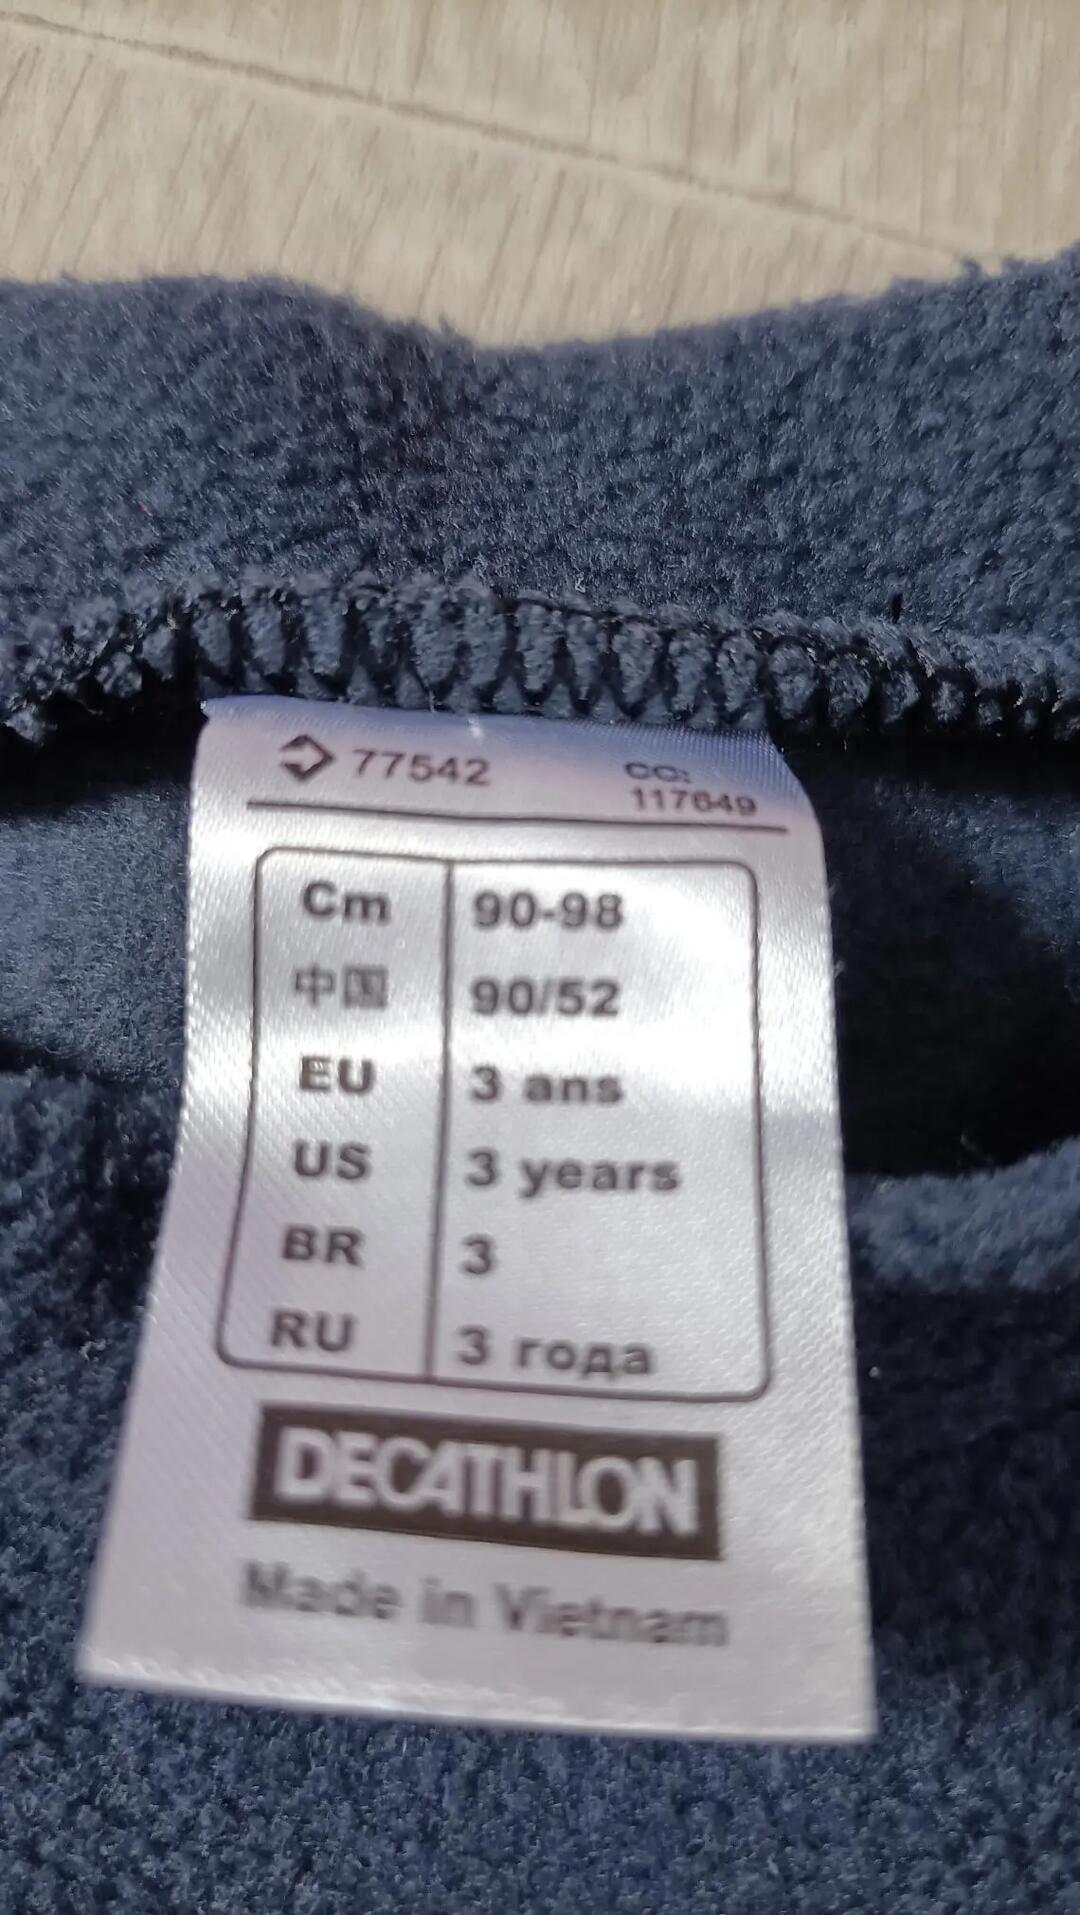 77542 CC:
117649
Cm 90-98
中国 90/52
EU 3 ans
US 3 years
BR 3
RU 3 года
DECATHLON
Made in Vietnam